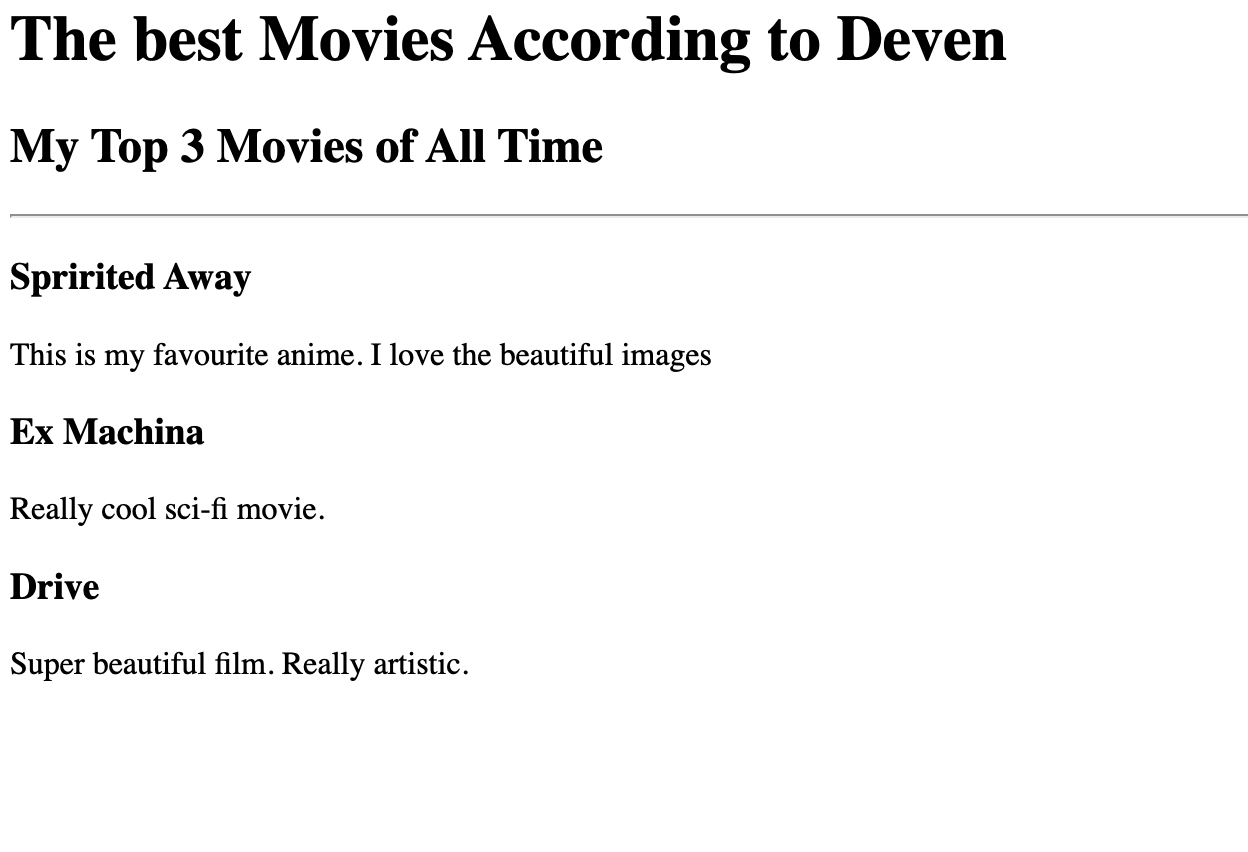 The best Movies According to Deven
My Top 3 Movies of All Time
Spririted Away
This is my favourite anime. I love the beautiful images
Ex Machina
Really cool sci-fi movie.
Drive
Super beautiful film. Really artistic.